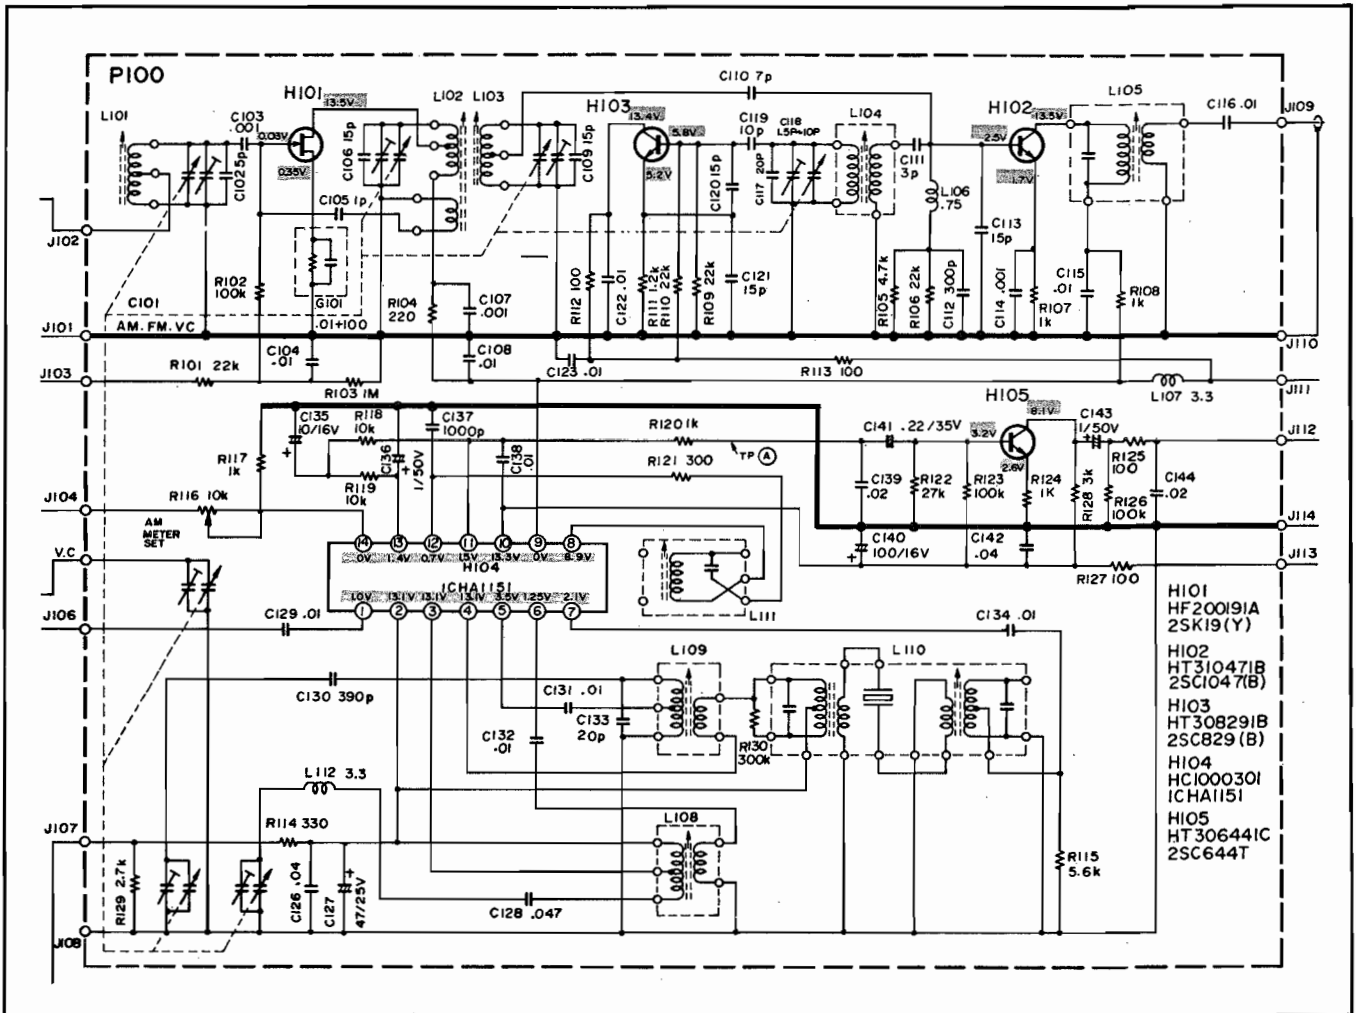 P100
L101
C103
.001
H101
13.5V
0.03V
0.35V
C102 5p
C106 15p
L102
L103
C109 15p
C105 1p
C110 7p
H103
13.4V
5.8V
5.2V
C119
10p
C118
C117 20P
C120 15p
L104
C111
3p
L106
.75
H102
13.5V
2.5V
1.7V
L105
C116 .01
J109
J102
R102
100k
G101
.01+100
C101
AM.FM.VC
R104
220
C107
.001
R112 100
C122 .01
R111 1.2k
R110 22k
R109 22k
C121
15p
R105 4.7k
R106 22k
C112 300p
C113
15p
C114 .001
R107
1k
C115
.01
R108
1k
J101
J110
C104
.01
C108
.01
C123 .01
R113 100
J103
R101 22k
R103 1M
L107 3.3
J111
R117
1k
C135
10/16V
R118
10k
C136
1/50V
R119
10k
C137
1000p
C138
.01
R120 1k
TP A
R121 300
C141 .22/35V
H105
8.1V
3.2V
2.6V
C143
1/50V
R125
100
J112
C139
.02
R122
27k
R123
100k
R124
1K
R128 3k
R126
100k
C144
.02
J104
R116 10k
AM
METER
SET
J114
C140
100/16V
C142
.04
R127 100
J113
V.C
14 13 12 11 10 9 8
0V 1.4V 0.7V 1.5V 13.3V 0V 8.9V
H104
1CHA1151
1.0V 13.1V 13.1V 13.1V 3.5V 1.25V 2.1V
1 2 3 4 5 6 7
L111
J106
C129 .01
C134 .01
C130 390p
L109
C131 .01
C133
20p
C132
.01
R130
300k
L110
H101
HF200191A
2SK19(Y)
H102
HT310471B
2SC1047(B)
H103
HT308291B
2SC829(B)
H104
HC1000301
1CHA1151
H105
HT306441C
2SC644T
L112 3.3
J107
R114 330
L108
R129 2.7k
C126 .04
C127
47/25V
C128 .047
R115
5.6k
J108